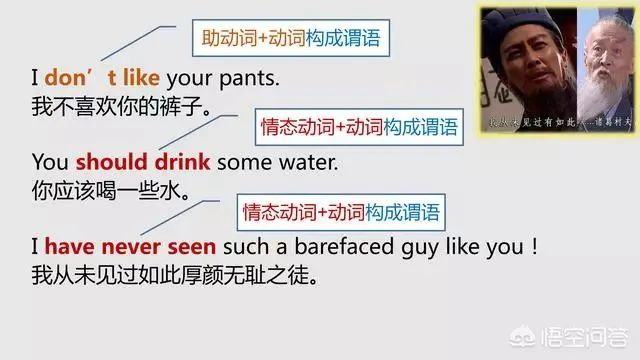 助动词+动词构成谓语
I don't like your pants.
我不喜欢你的裤子。
情态动词+动词构成谓语
You should drink some water.
你应该喝一些水。
情态动词+动词构成谓语
I have never seen such a barefaced guy like you！
我从未见过如此厚颜无耻之徒。
我从未见过有如此……诸葛村夫
悟空问答